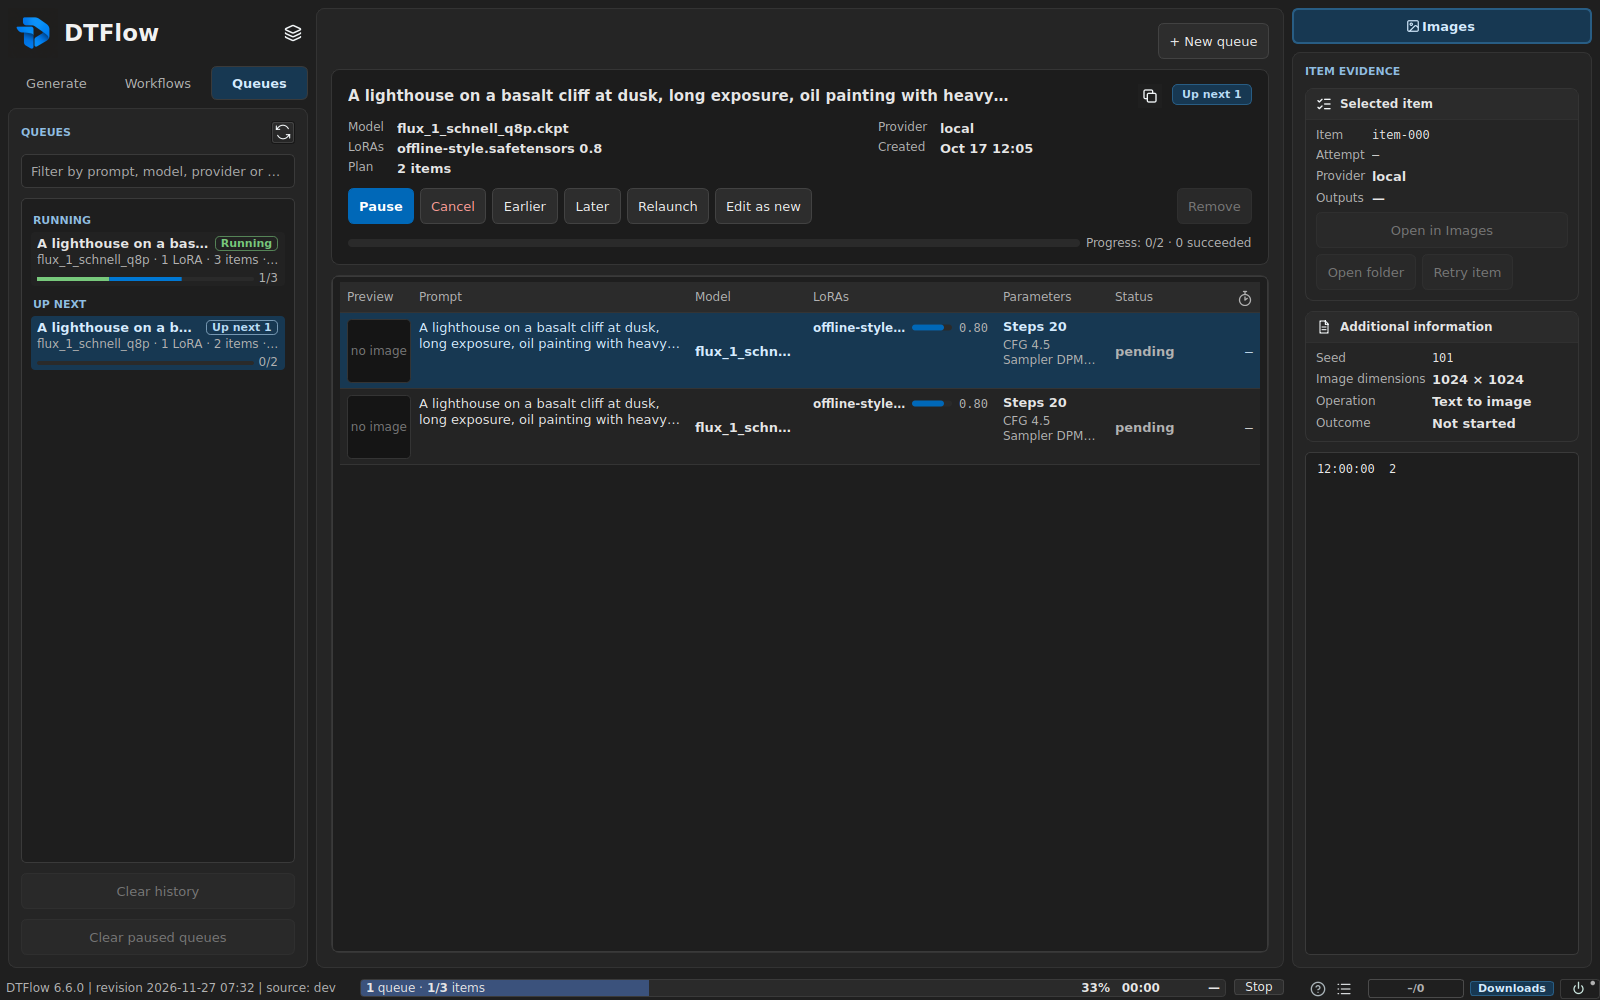 DTFlow
Generate
Workflows
Queues
QUEUES
Filter by prompt, model, provider or ...
RUNNING
A lighthouse on a bas... Running
flux_1_schnell_q8p · 1 LoRA · 3 items ·...
1/3
UP NEXT
A lighthouse on a b... Up next 1
flux_1_schnell_q8p · 1 LoRA · 2 items ·...
0/2
Clear history
Clear paused queues
+ New queue
A lighthouse on a basalt cliff at dusk, long exposure, oil painting with heavy...
Up next 1
Model flux_1_schnell_q8p.ckpt
Provider local
LoRAs offline-style.safetensors 0.8
Created Oct 17 12:05
Plan 2 items
Pause
Cancel
Earlier
Later
Relaunch
Edit as new
Remove
Progress: 0/2 · 0 succeeded
Preview Prompt Model LoRAs Parameters Status
no image
A lighthouse on a basalt cliff at dusk,
long exposure, oil painting with heavy...
flux_1_schn...
offline-style... 0.80
Steps 20
CFG 4.5
Sampler DPM...
pending
–
no image
A lighthouse on a basalt cliff at dusk,
long exposure, oil painting with heavy...
flux_1_schn...
offline-style... 0.80
Steps 20
CFG 4.5
Sampler DPM...
pending
–
Images
ITEM EVIDENCE
Selected item
Item item-000
Attempt –
Provider local
Outputs —
Open in Images
Open folder
Retry item
Additional information
Seed 101
Image dimensions 1024 × 1024
Operation Text to image
Outcome Not started
12:00:00 2
DTFlow 6.6.0 | revision 2026-11-27 07:32 | source: dev
1 queue · 1/3 items
33% 00:00 —
Stop
–/0
Downloads